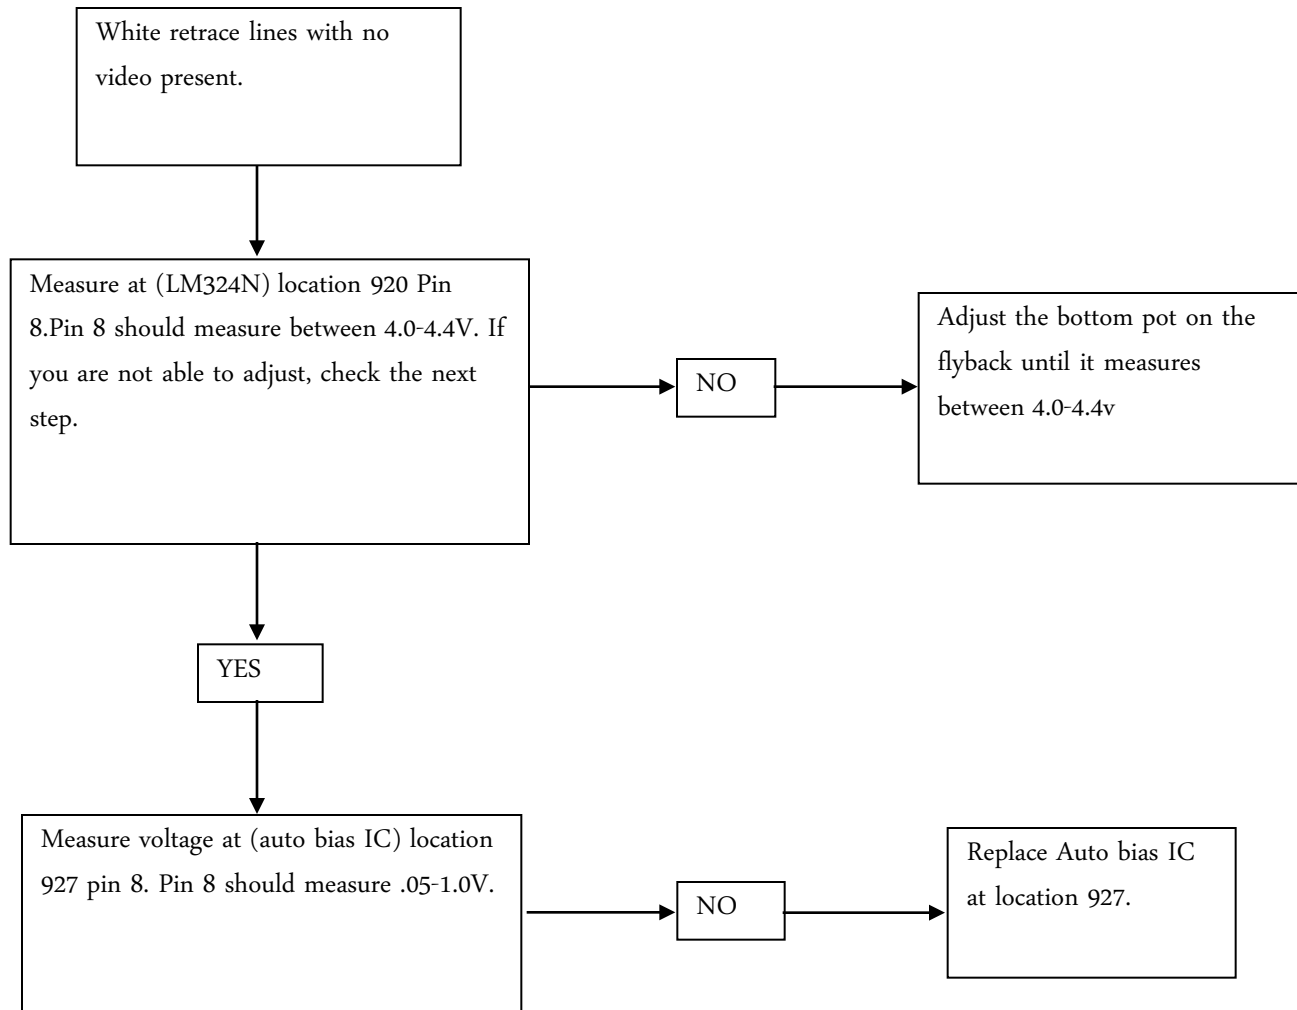 White retrace lines with no
video present.
Measure at (LM324N) location 920 Pin
8.Pin 8 should measure between 4.0-4.4V. If
you are not able to adjust, check the next
step.
NO
Adjust the bottom pot on the
flyback until it measures
between 4.0-4.4v
YES
Measure voltage at (auto bias IC) location
927 pin 8. Pin 8 should measure .05-1.0V.
NO
Replace Auto bias IC
at location 927.